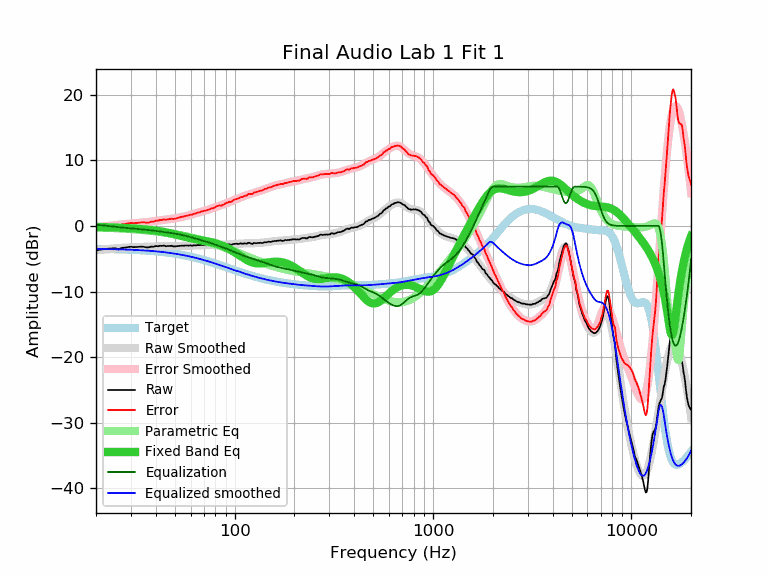 Final Audio Lab 1 Fit 1
Amplitude (dBr)
20
10
0
−10
−20
−30
−40
Target
Raw Smoothed
Error Smoothed
Raw
Error
Parametric Eq
Fixed Band Eq
Equalization
Equalized smoothed
100
1000
10000
Frequency (Hz)